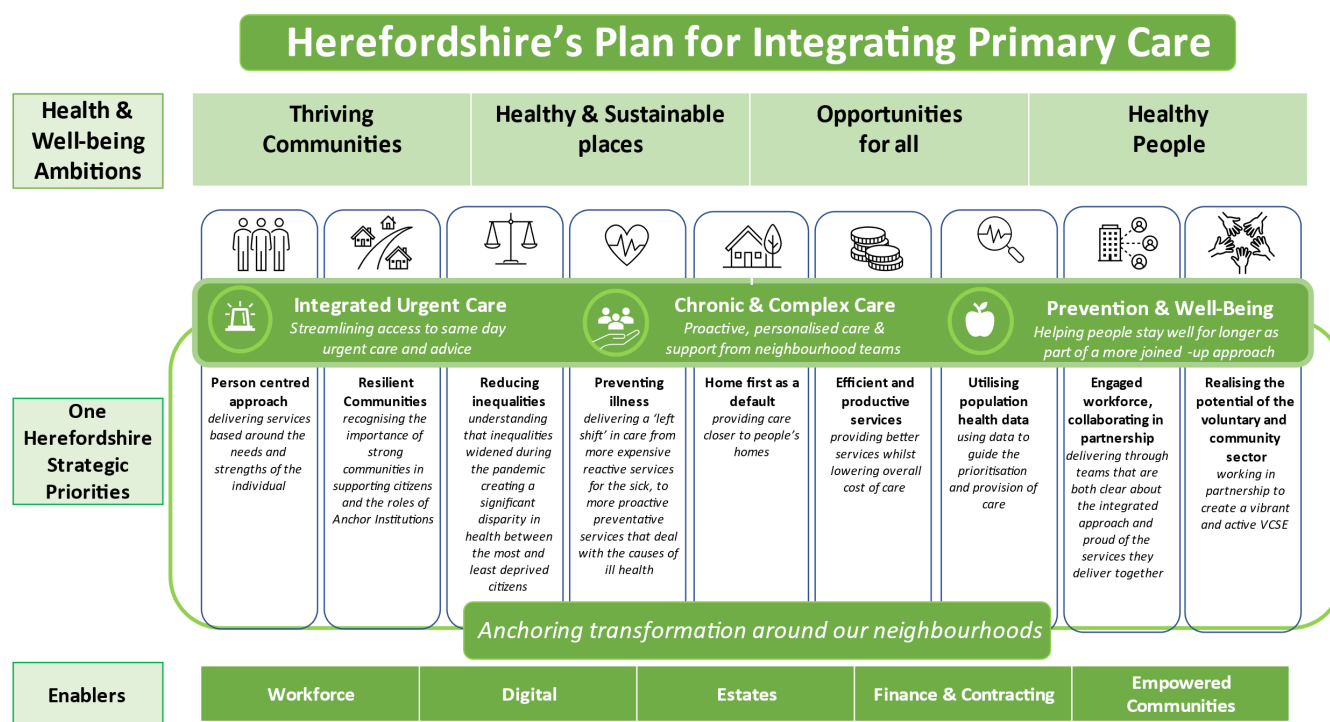 Herefordshire's Plan for Integrating Primary Care
Health &
Well-being
Ambitions
Thriving
Communities
Healthy & Sustainable
places
Opportunities
for all
Healthy
People
Integrated Urgent Care
Streamlining access to same day
urgent care and advice
Chronic & Complex Care
Proactive, personalised care &
support from neighbourhood teams
Prevention & Well-Being
Helping people stay well for longer as
part of a more joined -up approach
One
Herefordshire
Strategic
Priorities
Person centred
approach
delivering services
based around the
needs and
strengths of the
individual
Resilient
Communities
recognising the
importance of
strong
communities in
supporting citizens
and the roles of
Anchor Institutions
Reducing
inequalities
understanding
that inequalities
widened during
the pandemic
creating a
significant
disparity in
health between
the most and
least deprived
citizens
Preventing
illness
delivering a 'left
shift' in care from
more expensive
reactive services
for the sick, to
more proactive
preventative
services that deal
with the causes of
ill health
Home first as a
default
providing care
closer to people's
homes
Efficient and
productive
services
providing better
services whilst
lowering overall
cost of care
Utilising
population
health data
using data to
guide the
prioritisation
and provision of
care
Engaged
workforce,
collaborating in
partnership
delivering through
teams that are
both clear about
the integrated
approach and
proud of the
services they
deliver together
Realising the
potential of the
voluntary and
community
sector
working in
partnership to
create a vibrant
and active VCSE
Anchoring transformation around our neighbourhoods
Enablers
Workforce
Digital
Estates
Finance & Contracting
Empowered
Communities